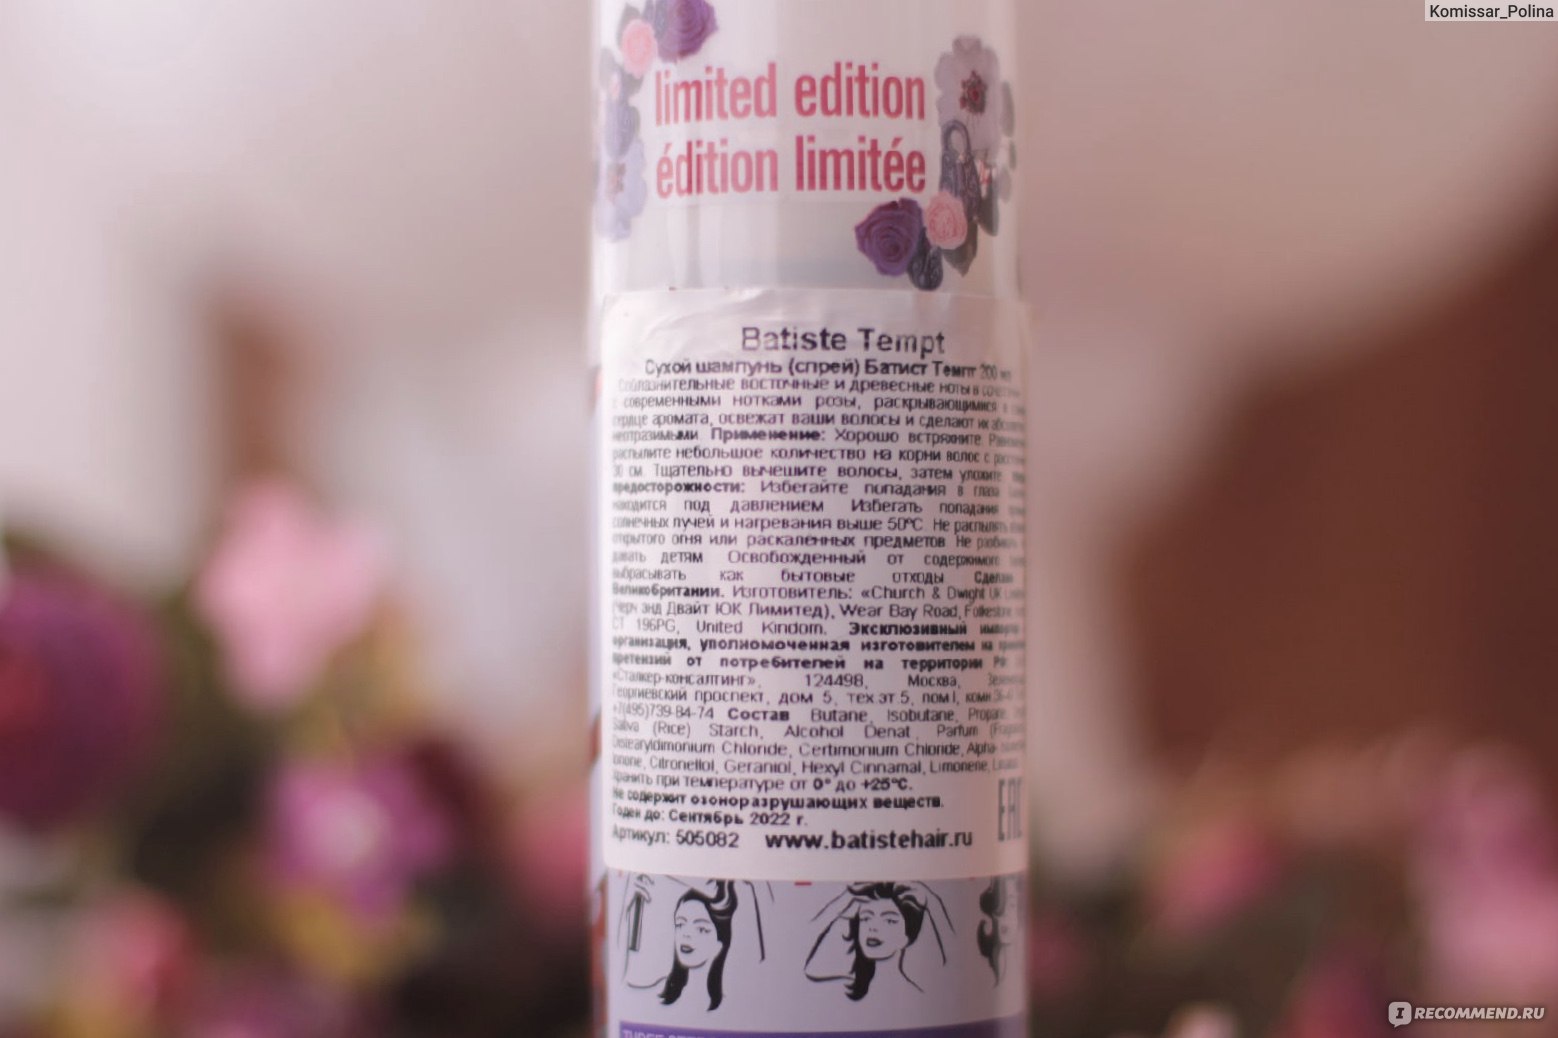 Komissar_Polina
limited edition
édition limitée
Batiste Tempt
Сухой шампунь (спрей) Батист Темпт 200 мл
Соблазнительные восточные и древесные ноты в
с современными нотками розы, раскрывающимися в
сердце аромата, освежат ваши волосы и сделают их
неотразимыми Применение: Хорошо встряхните
распылите небольшое количество на корни волос с
30 см. Тщательно вычешите волосы, затем уложите
предосторожности: Избегайте попадания в глаза
находится под давлением Избегать попадания
солнечных лучей и нагревания выше 50°C. Не
открытого огня или раскаленных предметов. Не
давать детям Освобожденный от содержимого
выбрасывать как бытовые отходы Сделано
Великобритании. Изготовитель: «Church & Dwight UK
(Черч энд Двайт ЮК Лимитед), Wear Bay Road,
CT 196PG, United Kindom. Эксклюзивный
организация, уполномоченная изготовителем на
претензий от потребителей на территории РФ
«Сталкер-консалтинг», 124498, Москва,
Георгиевский проспект, дом 5, тех.эт.5, пом I, комн
+7(495)739-84-74 Состав Butane, Isobutane, Propane,
Sativa (Rice) Starch, Alcohol Denat, Parfum
Distearyldimonium Chloride, Certimonium Chloride, Alpha-
Ionone, Citronellol, Geraniol, Hexyl Cinnamal, Limonene,
хранить при температуре от 0° до +25°C.
Не содержит озоноразрушающих веществ.
Годен до: Сентябрь 2022 г.
Артикул: 505082 www.batistehair.ru
EAC
IRECOMMEND.RU